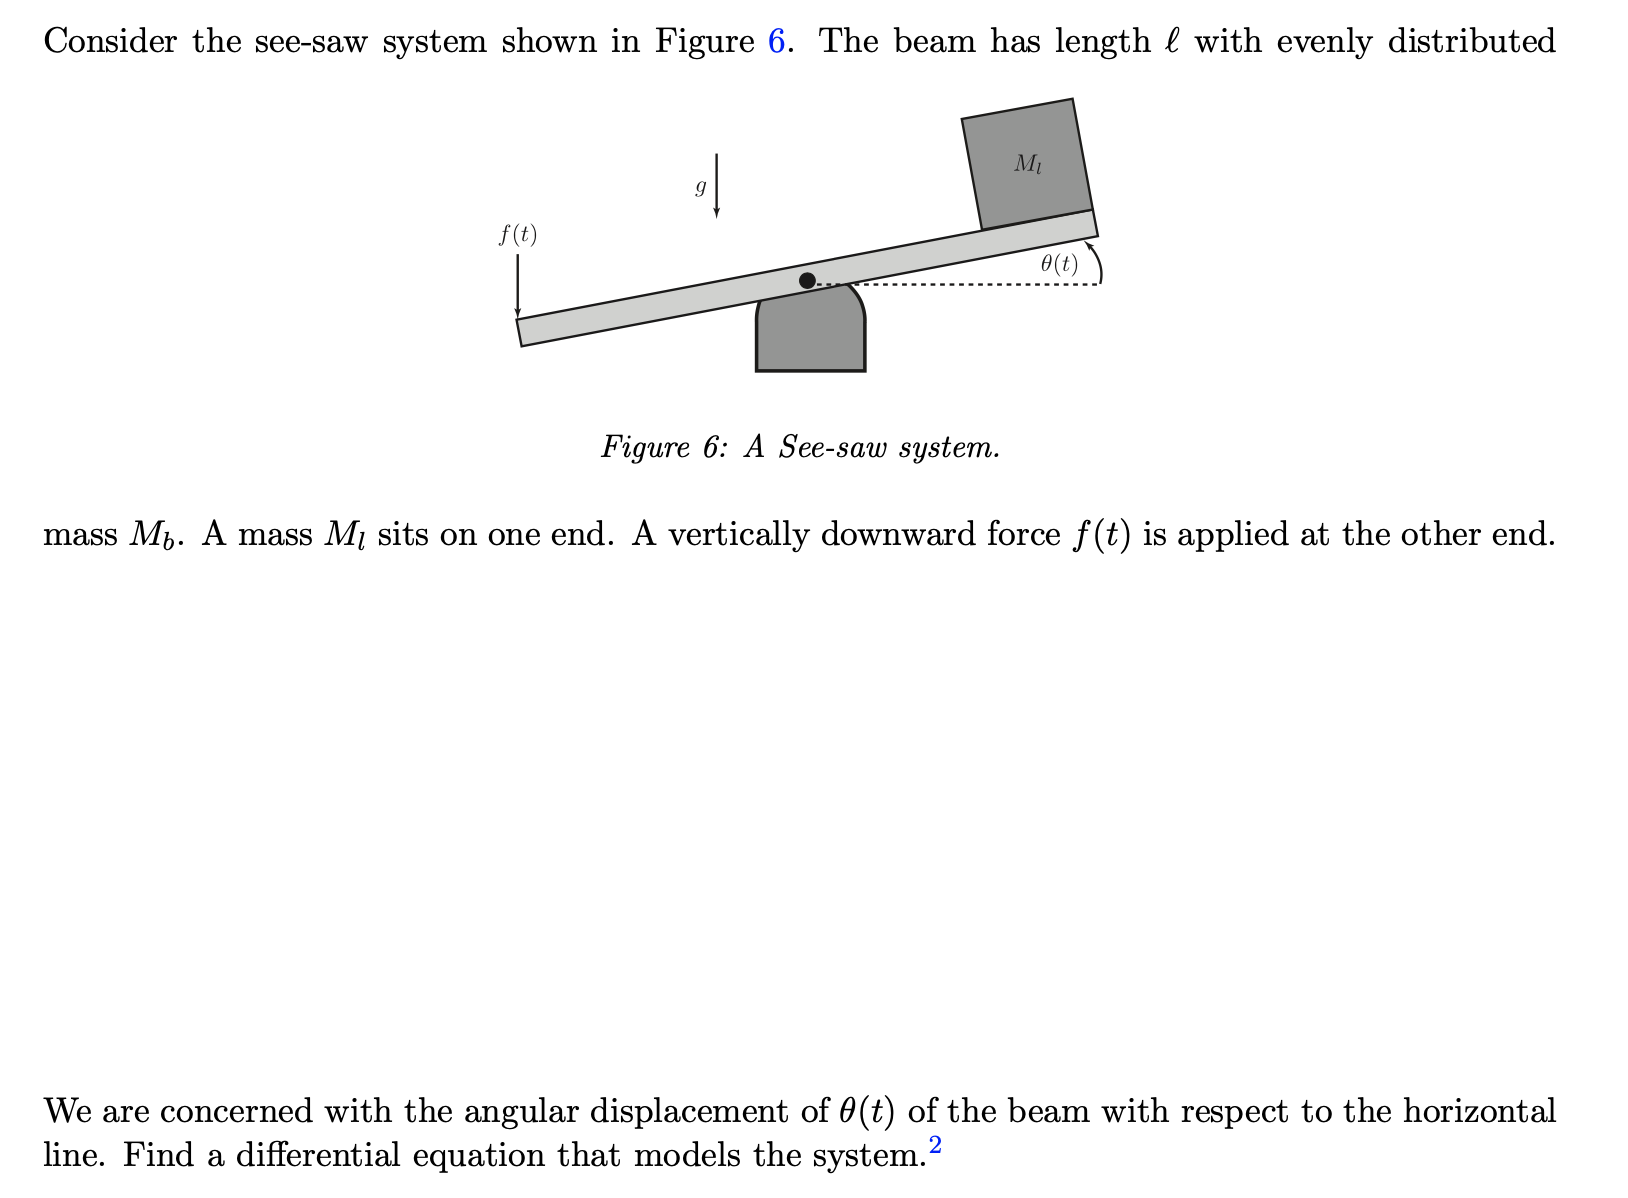 Consider the see-saw system shown in Figure 6. The beam has length ℓ with evenly distributed
M_l
g
f(t)
θ(t)
Figure 6: A See-saw system.
mass M_b. A mass M_l sits on one end. A vertically downward force f(t) is applied at the other end.
We are concerned with the angular displacement of θ(t) of the beam with respect to the horizontal
line. Find a differential equation that models the system.²